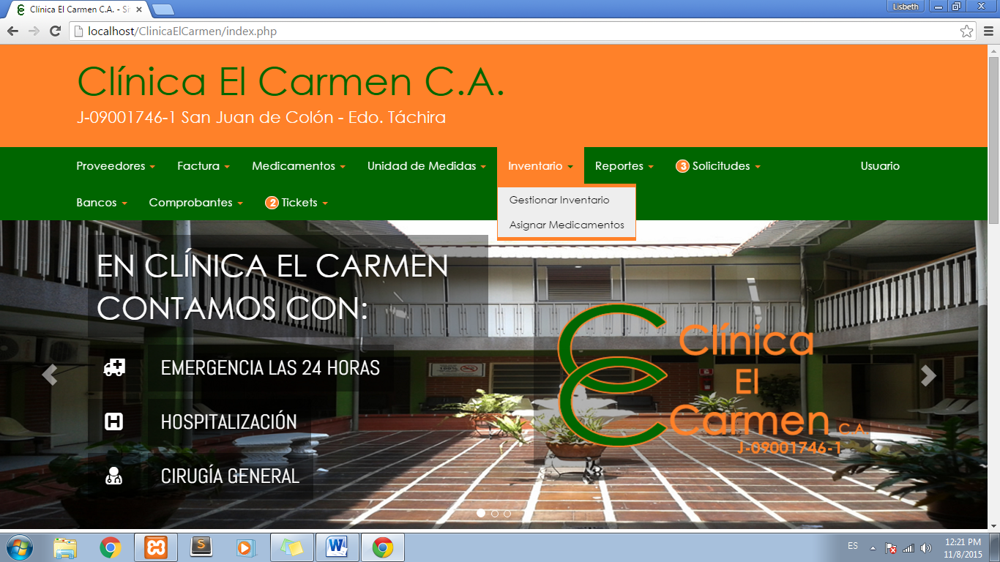 Clínica El Carmen C.A. - Si
Lisbeth
localhost/ClinicaElCarmen/index.php
Clínica El Carmen C.A.
J-09001746-1 San Juan de Colón - Edo. Táchira
Proveedores Factura Medicamentos Unidad de Medidas Inventario Reportes 3 Solicitudes Usuario
Bancos Comprobantes 2 Tickets
Gestionar Inventario
Asignar Medicamentos
EN CLÍNICA EL CARMEN
CONTAMOS CON:
EMERGENCIA LAS 24 HORAS
HOSPITALIZACIÓN
CIRUGÍA GENERAL
Clínica
El
Carmen C.A.
J-09001746-1
ES
12:21 PM
11/8/2015